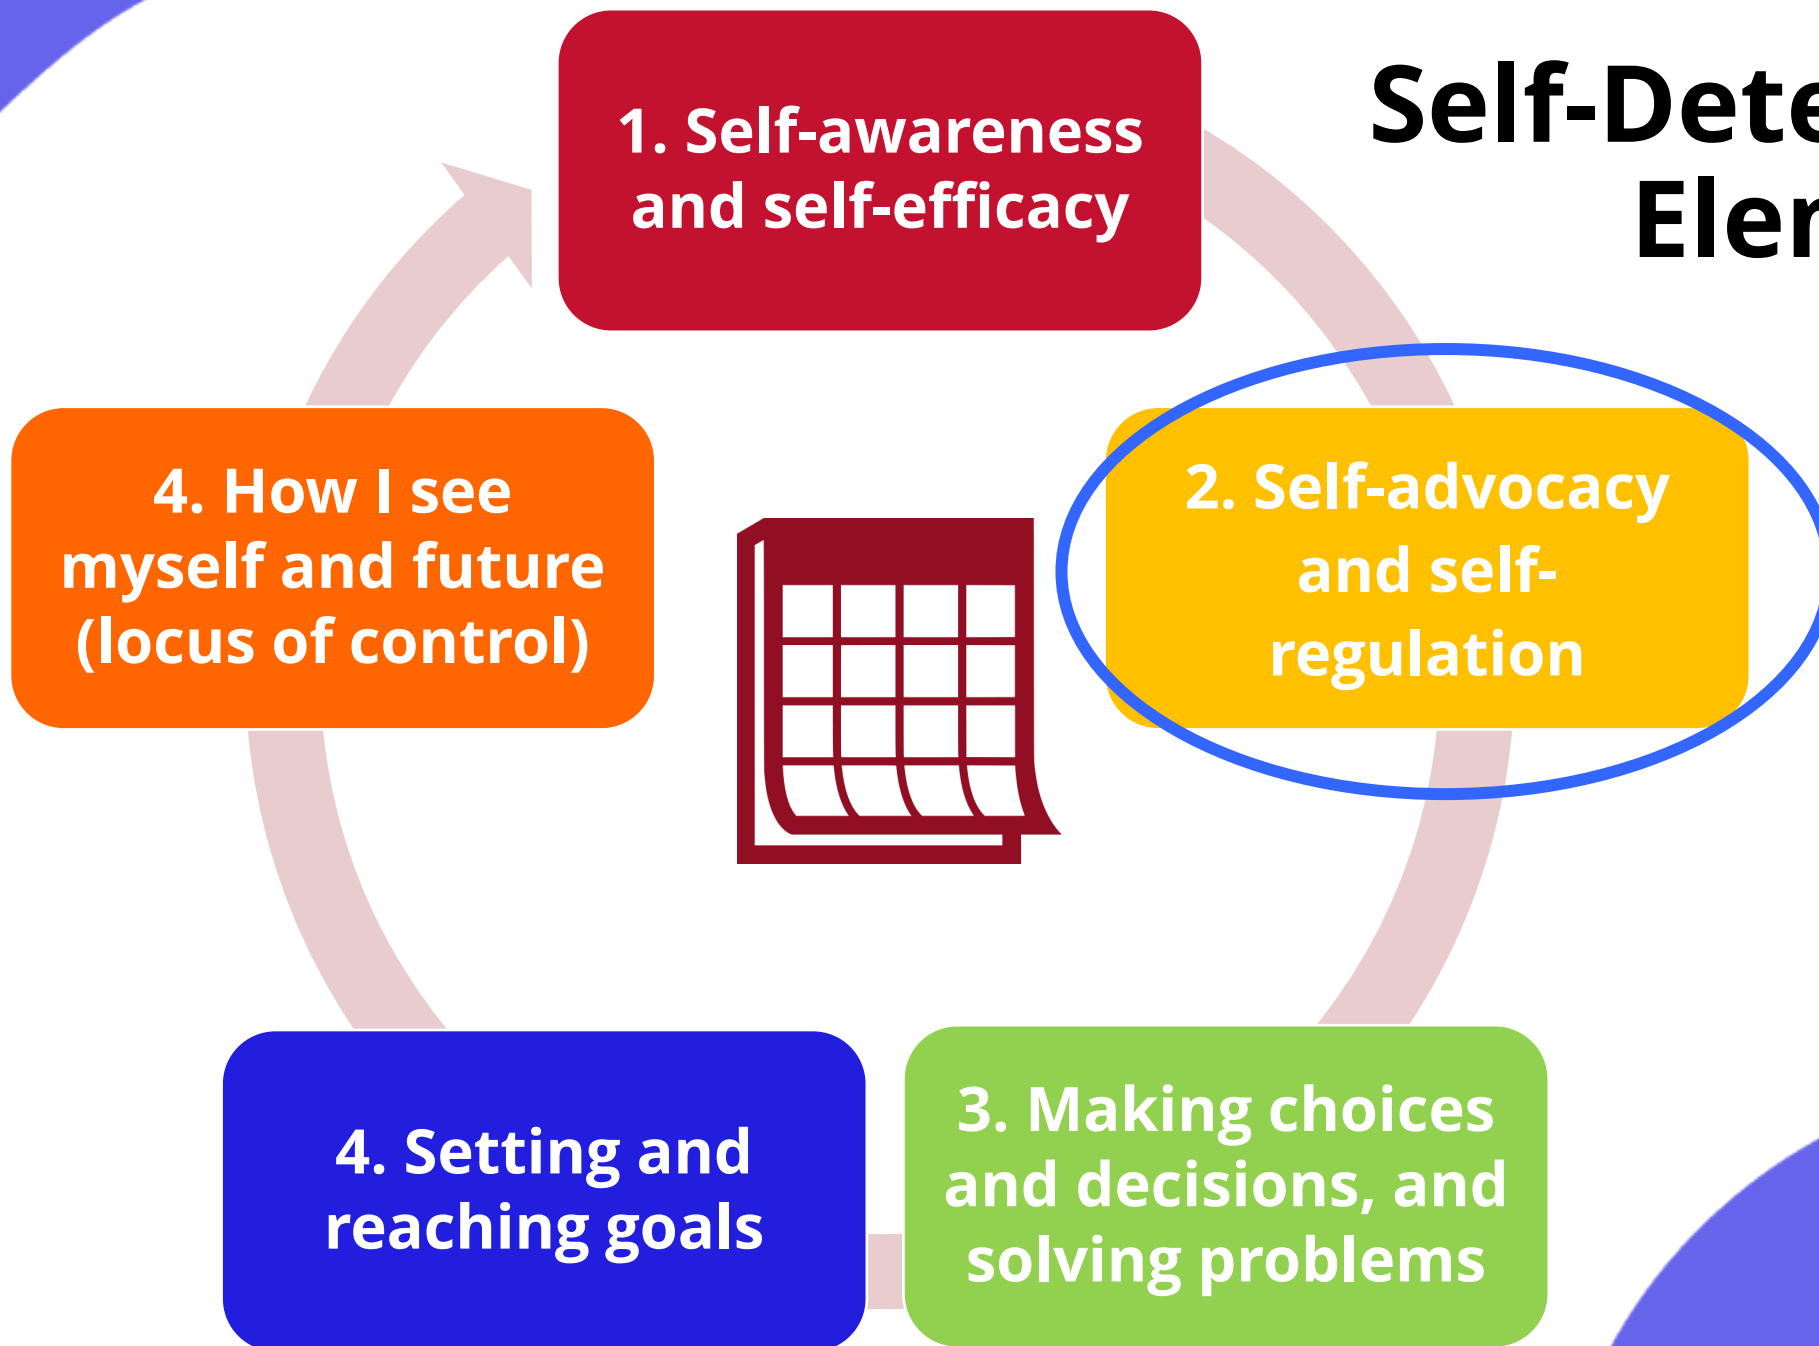 Self-Dete
Eler
1. Self-awareness
and self-efficacy
2. Self-advocacy
and self-
regulation
3. Making choices
and decisions, and
solving problems
4. Setting and
reaching goals
4. How I see
myself and future
(locus of control)